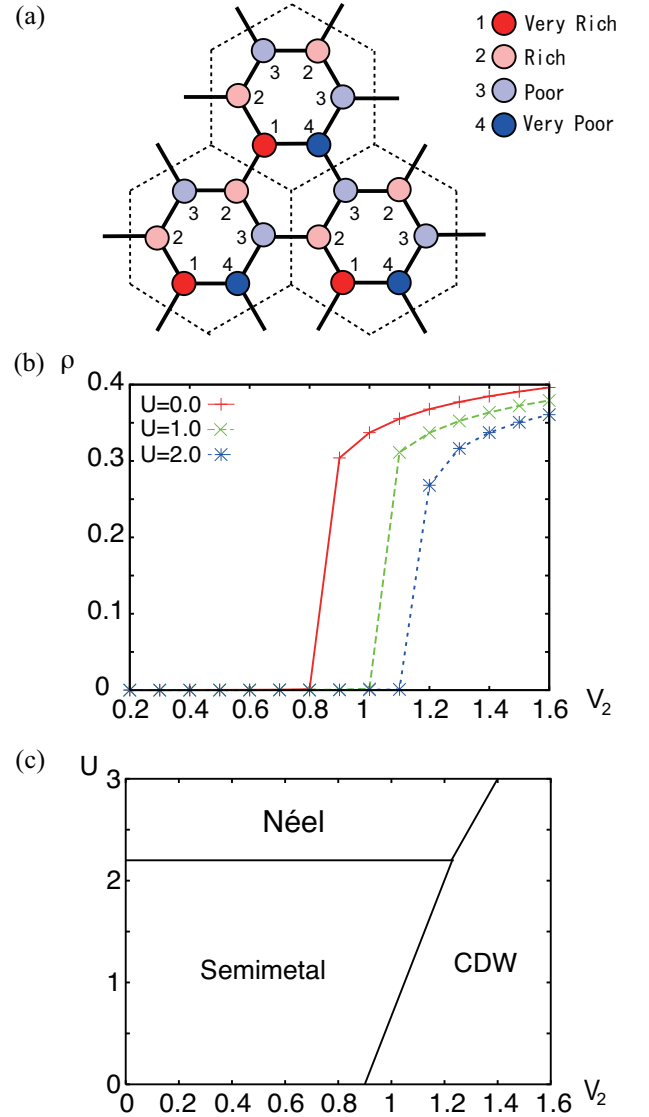 (a)
1 Very Rich
2 Rich
3 Poor
4 Very Poor
3 2
2 3
1 4
3 2 3 2
2 3 2 3
1 4 1 4
(b) ρ
0.4
U=0.0
U=1.0
U=2.0
0.3
0.2
0.1
0
0.2 0.4 0.6 0.8 1 1.2 1.4 V₂ 1.6
(c) U
3
Néel
2
Semimetal
CDW
1
0
0 0.2 0.4 0.6 0.8 1 1.2 1.4 V₂ 1.6